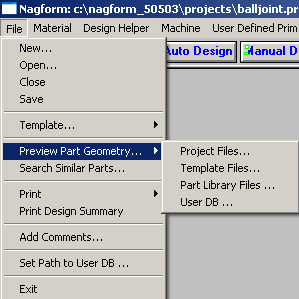 Nagform: c:\nagform_50503\projects\balljoint.pr
File Material Design Helper Machine User Defined Prim
Auto Design Manual D
New...
Open...
Close
Save
Template...
Preview Part Geometry...
Project Files...
Search Similar Parts...
Template Files...
Part Library Files ...
Print
User DB ...
Print Design Summary
Add Comments...
Set Path to User DB ...
Exit